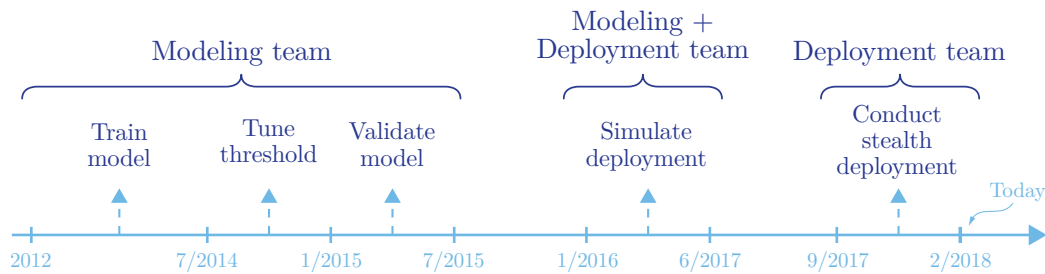 Modeling team
Modeling +
Deployment team
Deployment team
Train
model
Tune
threshold
Validate
model
Simulate
deployment
Conduct
stealth
deployment
Today
2012
7/2014
1/2015
7/2015
1/2016
6/2017
9/2017
2/2018